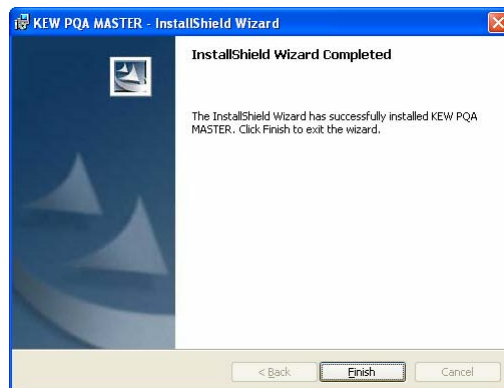 KEW PQA MASTER - InstallShield Wizard
InstallShield Wizard Completed
The InstallShield Wizard has successfully installed KEW PQA
MASTER. Click Finish to exit the wizard.
< Back Finish Cancel